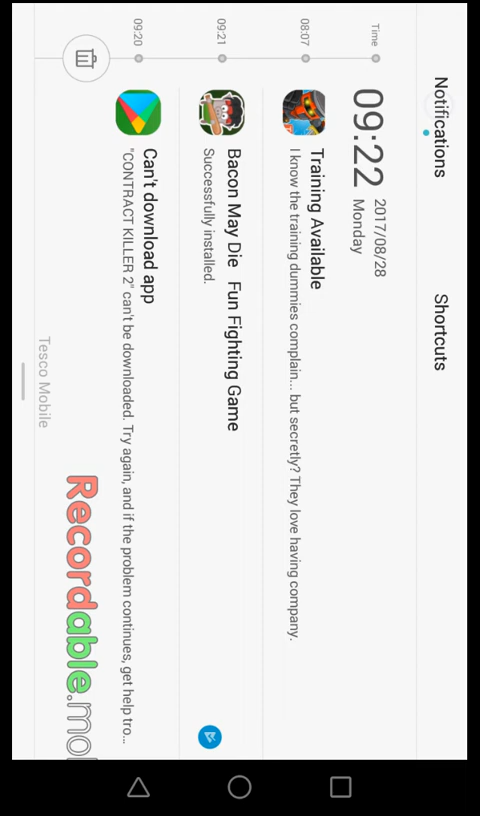 Notifications
Shortcuts
Time
09:22
2017/08/28
Monday
08:07
Training Available
I know the training dummies complain... but secretly? They love having company.
09:21
Bacon May Die   Fun Fighting Game
Successfully installed.
09:20
Can't download app
"CONTRACT KILLER 2" can't be downloaded. Try again, and if the problem continues, get help tro...
Tesco Mobile
Recordable.mo